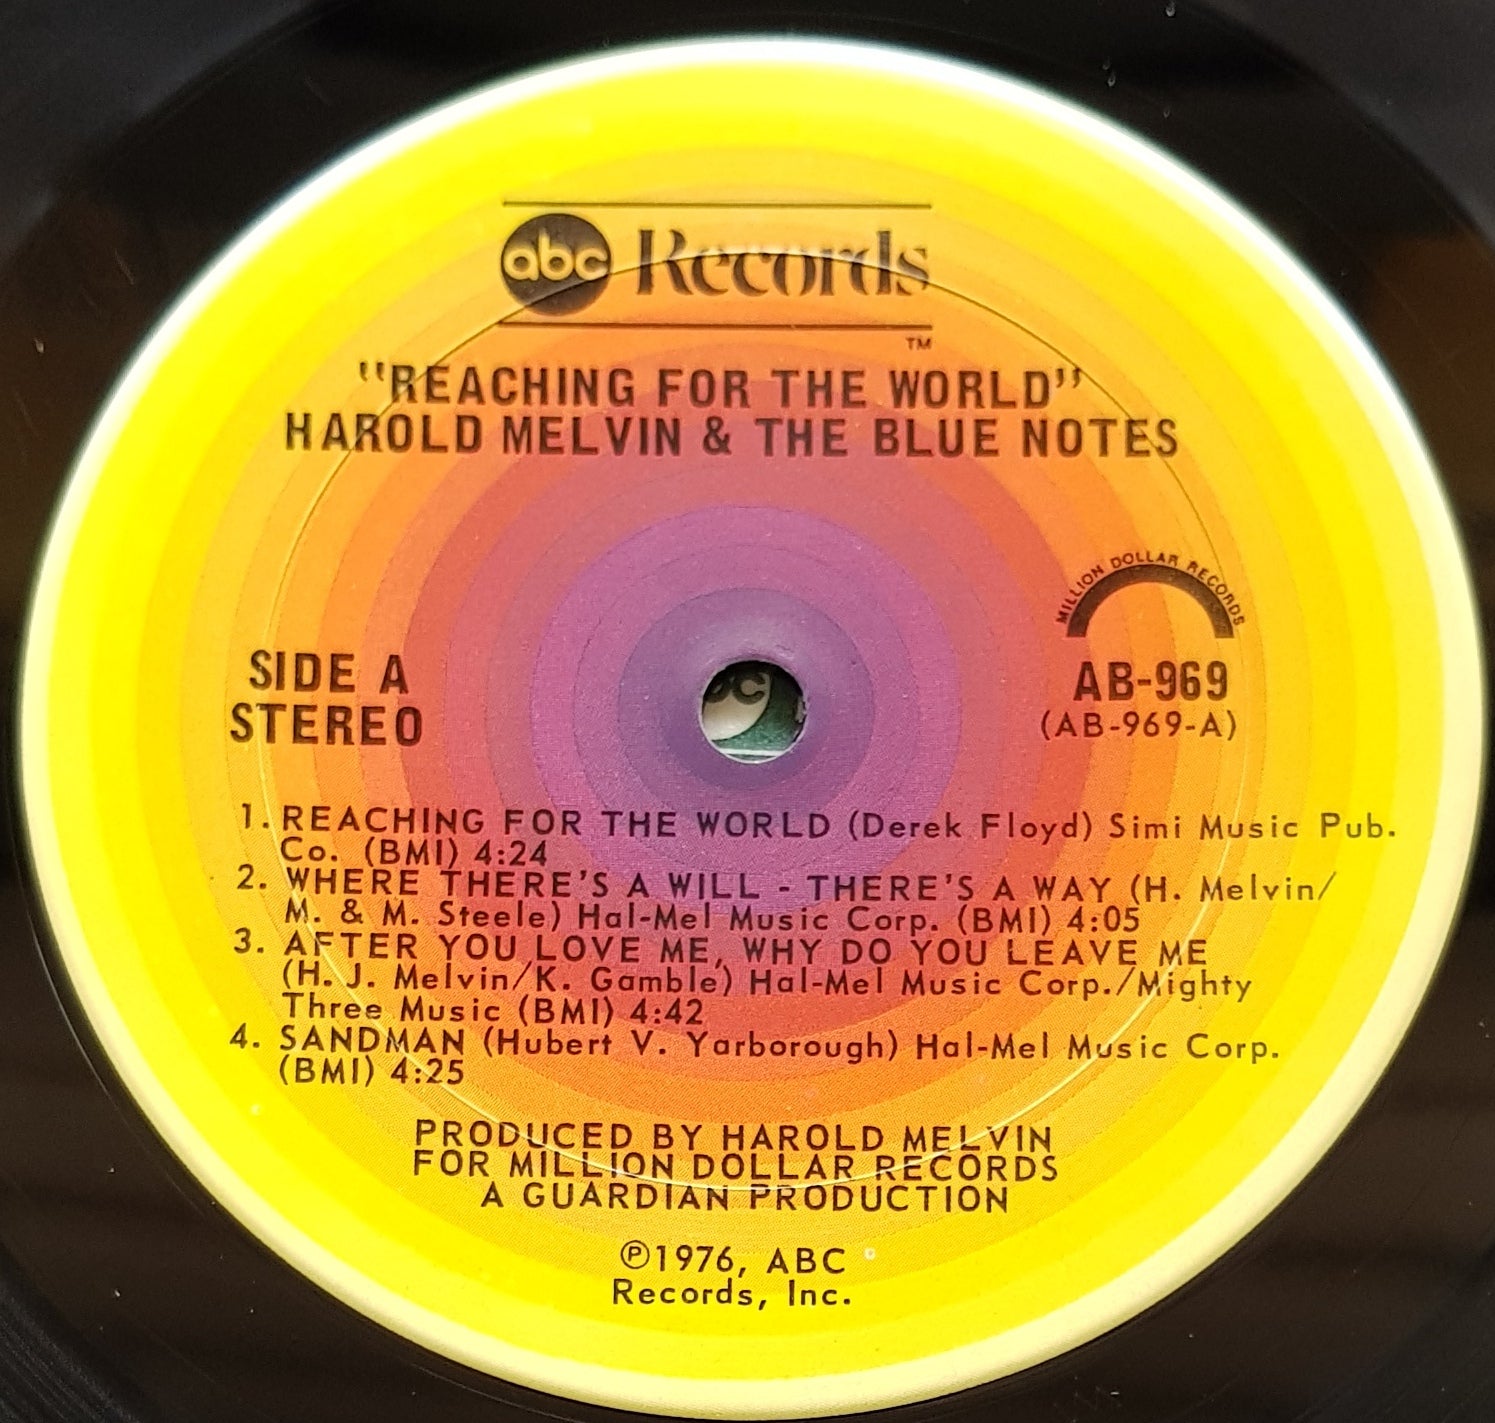 abc Records
TM
"REACHING FOR THE WORLD"
HAROLD MELVIN & THE BLUE NOTES
MILLION DOLLAR RECORDS
SIDE A
STEREO
AB-969
(AB-969-A)
1. REACHING FOR THE WORLD (Derek Floyd) Simi Music Pub.
Co. (BMI) 4:24
2. WHERE THERE'S A WILL - THERE'S A WAY (H. Melvin/
M. & M. Steele) Hal-Mel Music Corp. (BMI) 4:05
3. AFTER YOU LOVE ME, WHY DO YOU LEAVE ME
(H. J. Melvin/K. Gamble) Hal-Mel Music Corp./Mighty
Three Music (BMI) 4:42
4. SANDMAN (Hubert V. Yarborough) Hal-Mel Music Corp.
(BMI) 4:25
PRODUCED BY HAROLD MELVIN
FOR MILLION DOLLAR RECORDS
A GUARDIAN PRODUCTION
℗1976, ABC
Records, Inc.